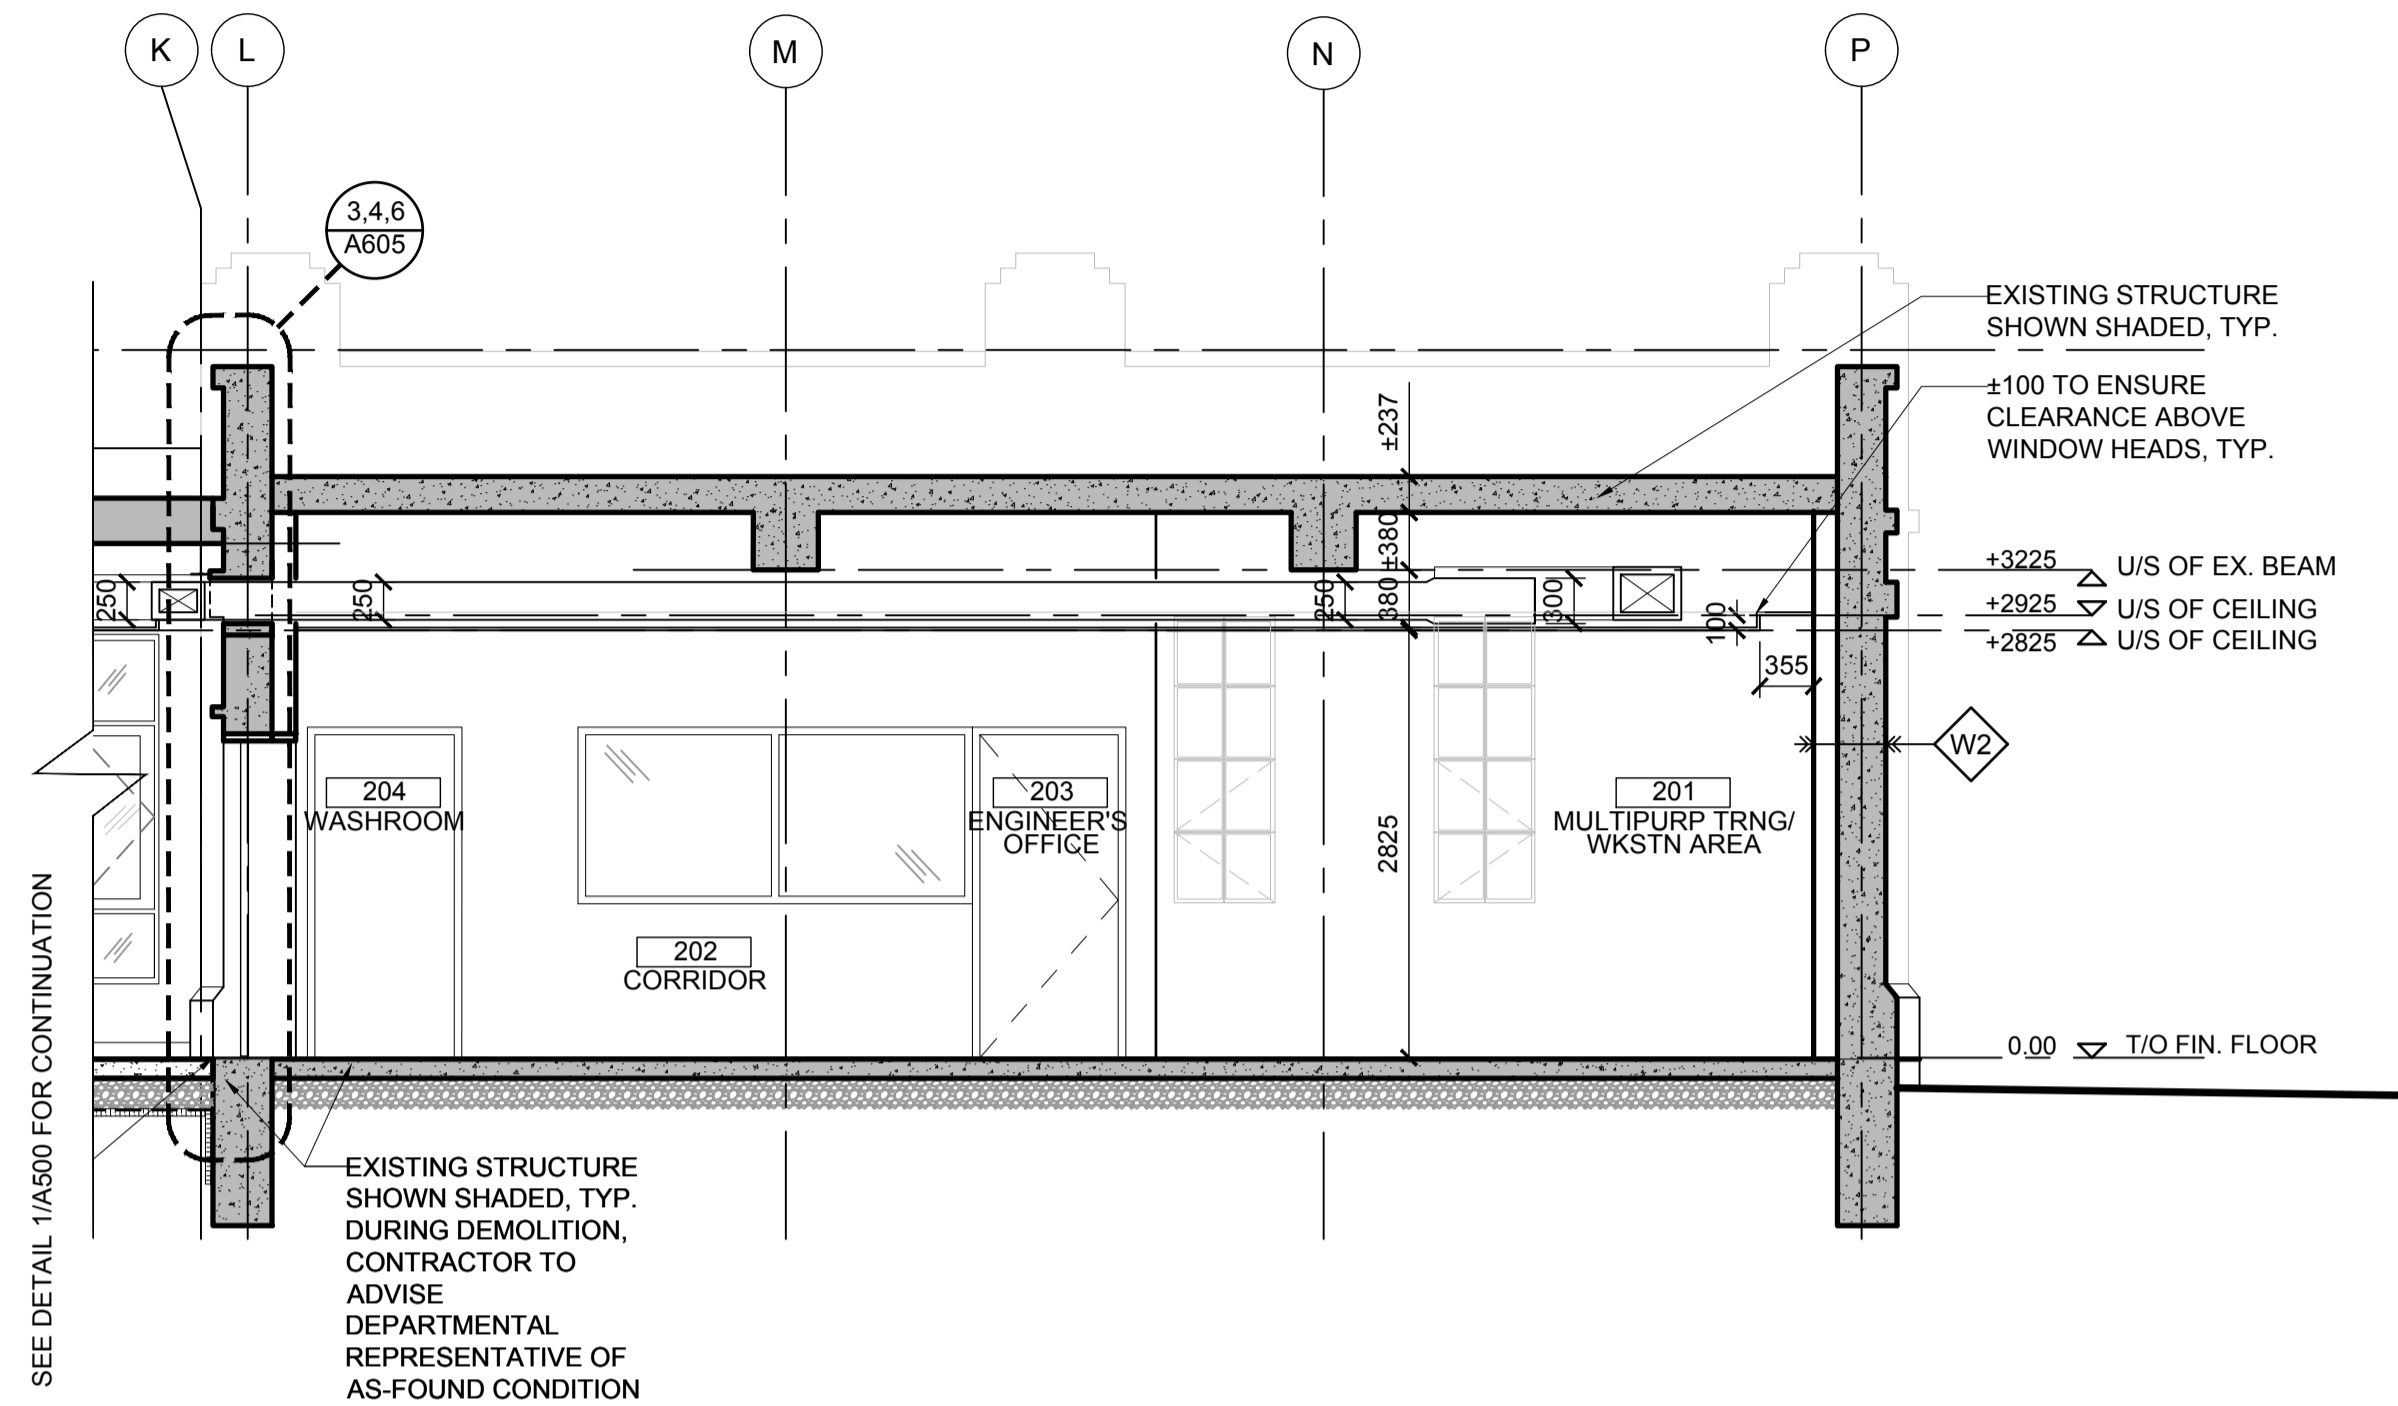 K
L
M
N
P
3,4,6
A605
EXISTING STRUCTURE
SHOWN SHADED, TYP.
±100 TO ENSURE
CLEARANCE ABOVE
WINDOW HEADS, TYP.
±237
±380
380
250
250
250
300
100
355
+3225
U/S OF EX. BEAM
+2925
U/S OF CEILING
+2825
U/S OF CEILING
W2
204
WASHROOM
203
ENGINEER'S
OFFICE
201
MULTIPURP TRNG/
WKSTN AREA
2825
202
CORRIDOR
0.00
T/O FIN. FLOOR
SEE DETAIL 1/A500 FOR CONTINUATION
EXISTING STRUCTURE
SHOWN SHADED, TYP.
DURING DEMOLITION,
CONTRACTOR TO
ADVISE
DEPARTMENTAL
REPRESENTATIVE OF
AS-FOUND CONDITION